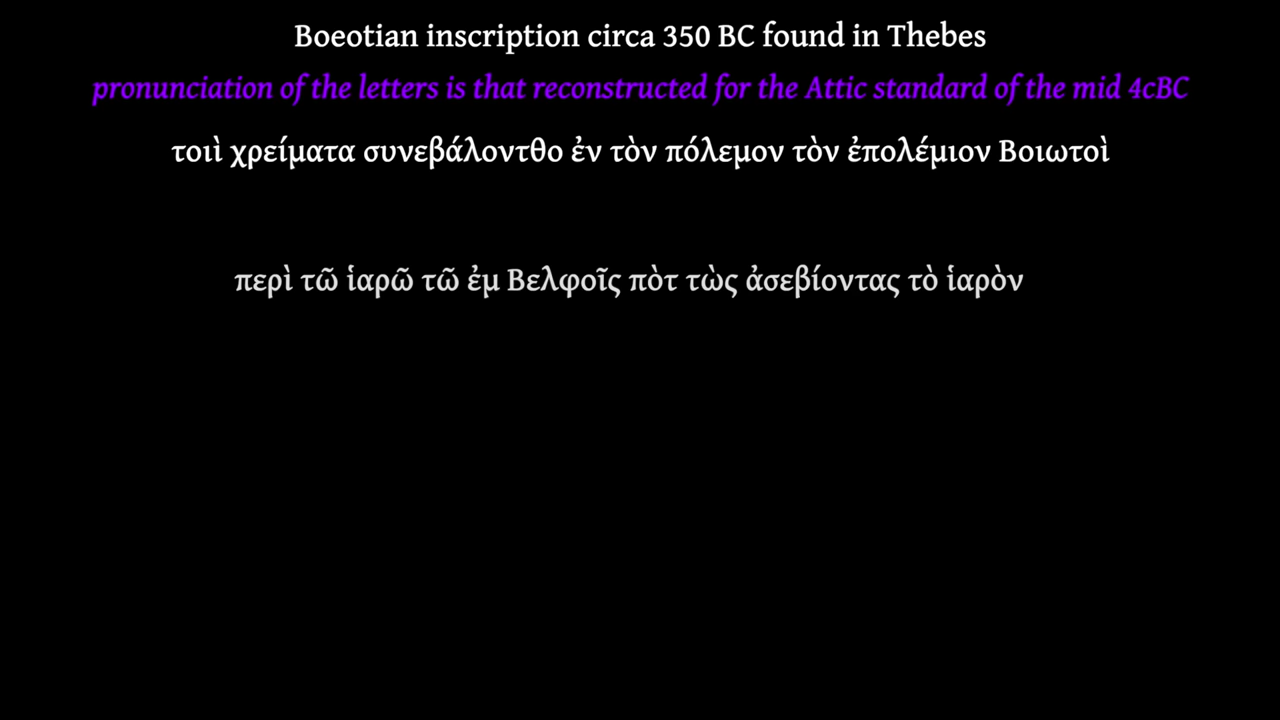 Boeotian inscription circa 350 BC found in Thebes
pronunciation of the letters is that reconstructed for the Attic standard of the mid 4cBC
τοιὶ χρείματα συνεβάλονθο ἐν τὸν πόλεμον τὸν ἐπολέμιον Βοιωτοὶ
περὶ τῶ ἱαρῶ τῶ ἐμ Βελφοῖς πὸτ τὼς ἀσεβίοντας τὸ ἱαρὸν